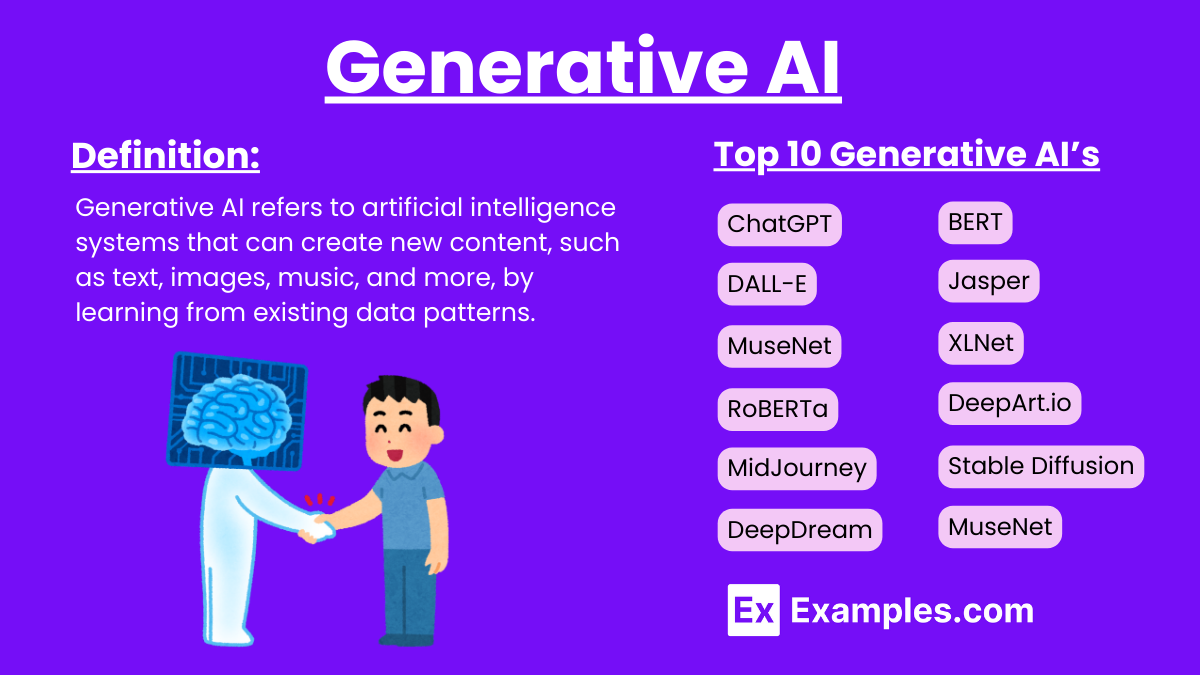 Generative AI
Definition:
Generative AI refers to artificial intelligence
systems that can create new content, such
as text, images, music, and more, by
learning from existing data patterns.
Top 10 Generative AI’s
ChatGPT
BERT
DALL-E
Jasper
MuseNet
XLNet
RoBERTa
DeepArt.io
MidJourney
Stable Diffusion
DeepDream
MuseNet
Ex Examples.com